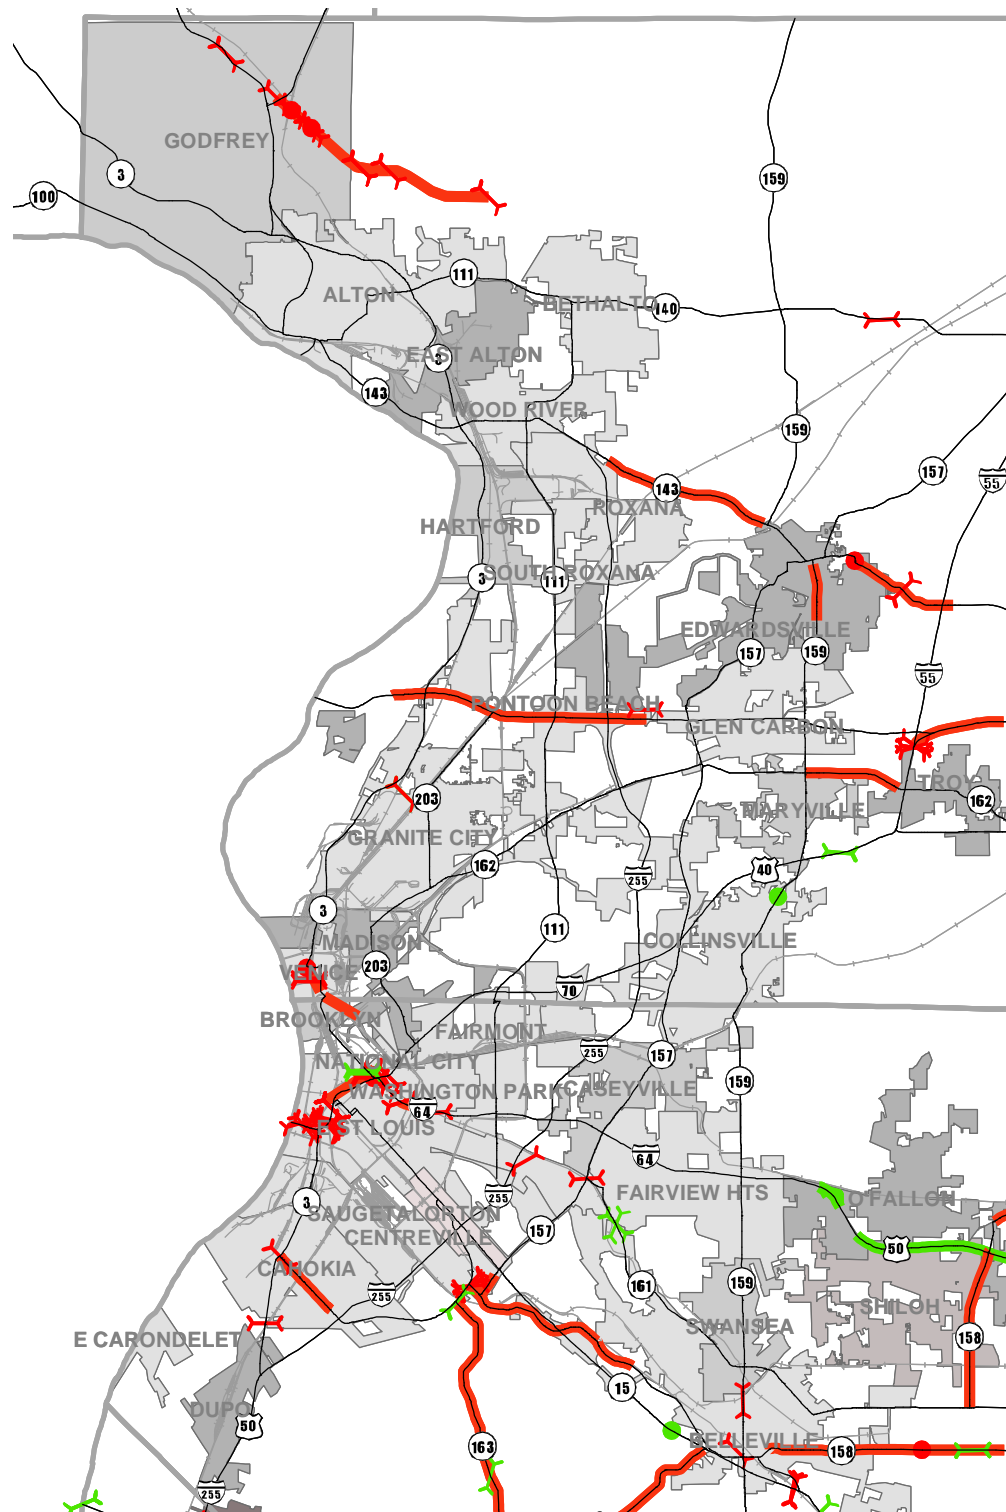 GODFREY
3
159
100
111
ALTON
BETHALTO
140
EAST ALTON
3
143
WOOD RIVER
159
157
55
143
ROXANA
HARTFORD
3
SOUTH ROXANA
111
EDWARDSVILLE
157
159
55
PONTOON BEACH
GLEN CARBON
TROY
203
162
MARYVILLE
GRANITE CITY
162
40
255
3
111
MADISON
COLLINSVILLE
203
VENICE
70
BROOKLYN
FAIRMONT
255
157
NATIONAL CITY
159
WASHINGTON PARK
CASEYVILLE
64
E ST LOUIS
64
FAIRVIEW HTS
O'FALLON
255
3
SAUGET
ALORTON
157
CENTREVILLE
50
CAHOKIA
161
159
255
SHILOH
SWANSEA
158
E CARONDELET
15
DUPO
50
BELLEVILLE
163
158
255